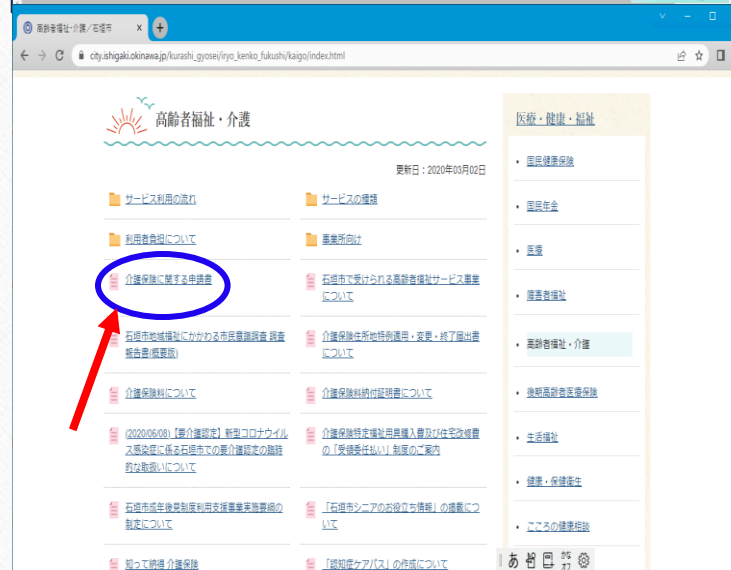 高齢者福祉・介護/石垣市
city.ishigaki.okinawa.jp/kurashi_gyosei/iryo_kenko_fukushi/kaigo/index.html
高齢者福祉・介護
更新日：2020年03月02日
サービス利用の流れ
サービスの種類
利用者負担について
事業所向け
介護保険に関する申請書
石垣市で受けられる高齢者福祉サービス事業
について
石垣市地域福祉にかかわる市民意識調査 調査
報告書(概要版)
介護保険住所地特例適用・変更・終了届出書
について
介護保険料について
介護保険料納付証明書について
(2020/06/08)【要介護認定】新型コロナウイル
ス感染症に係る石垣市での要介護認定の臨時
的な取扱いについて
介護保険特定福祉用具購入費及び住宅改修費
の「受領委任払い」制度のご案内
石垣市成年後見制度利用支援事業実施要綱の
制定について
「石垣市シニアのお役立ち情報」の掲載につ
いて
知って納得 介護保険
「認知症ケアパス」の作成について
医療・健康・福祉
国民健康保険
国民年金
医療
障害者福祉
高齢者福祉・介護
後期高齢者医療保険
生活福祉
健康・保健衛生
こころの健康相談
あ